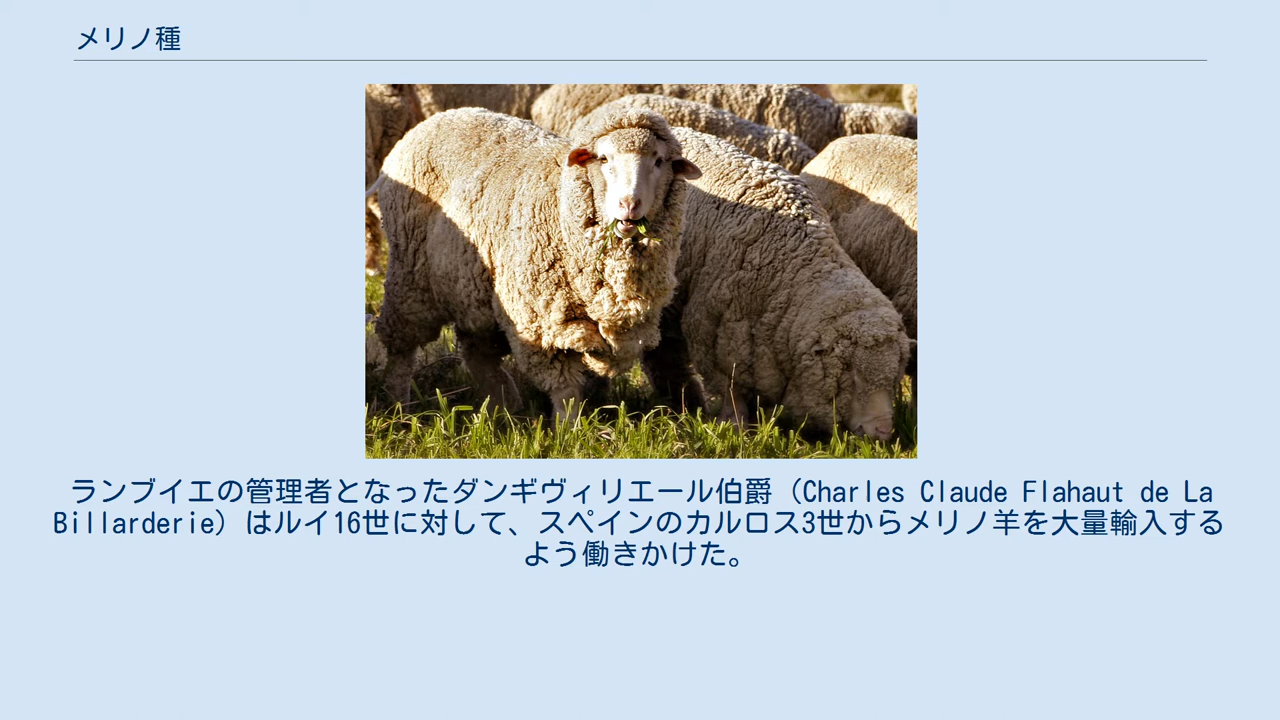 メリノ種
ランブイエの管理者となったダンギヴィリエール伯爵（Charles Claude Flahaut de La
Billarderie）はルイ16世に対して、スペインのカルロス3世からメリノ羊を大量輸入する
よう働きかけた。